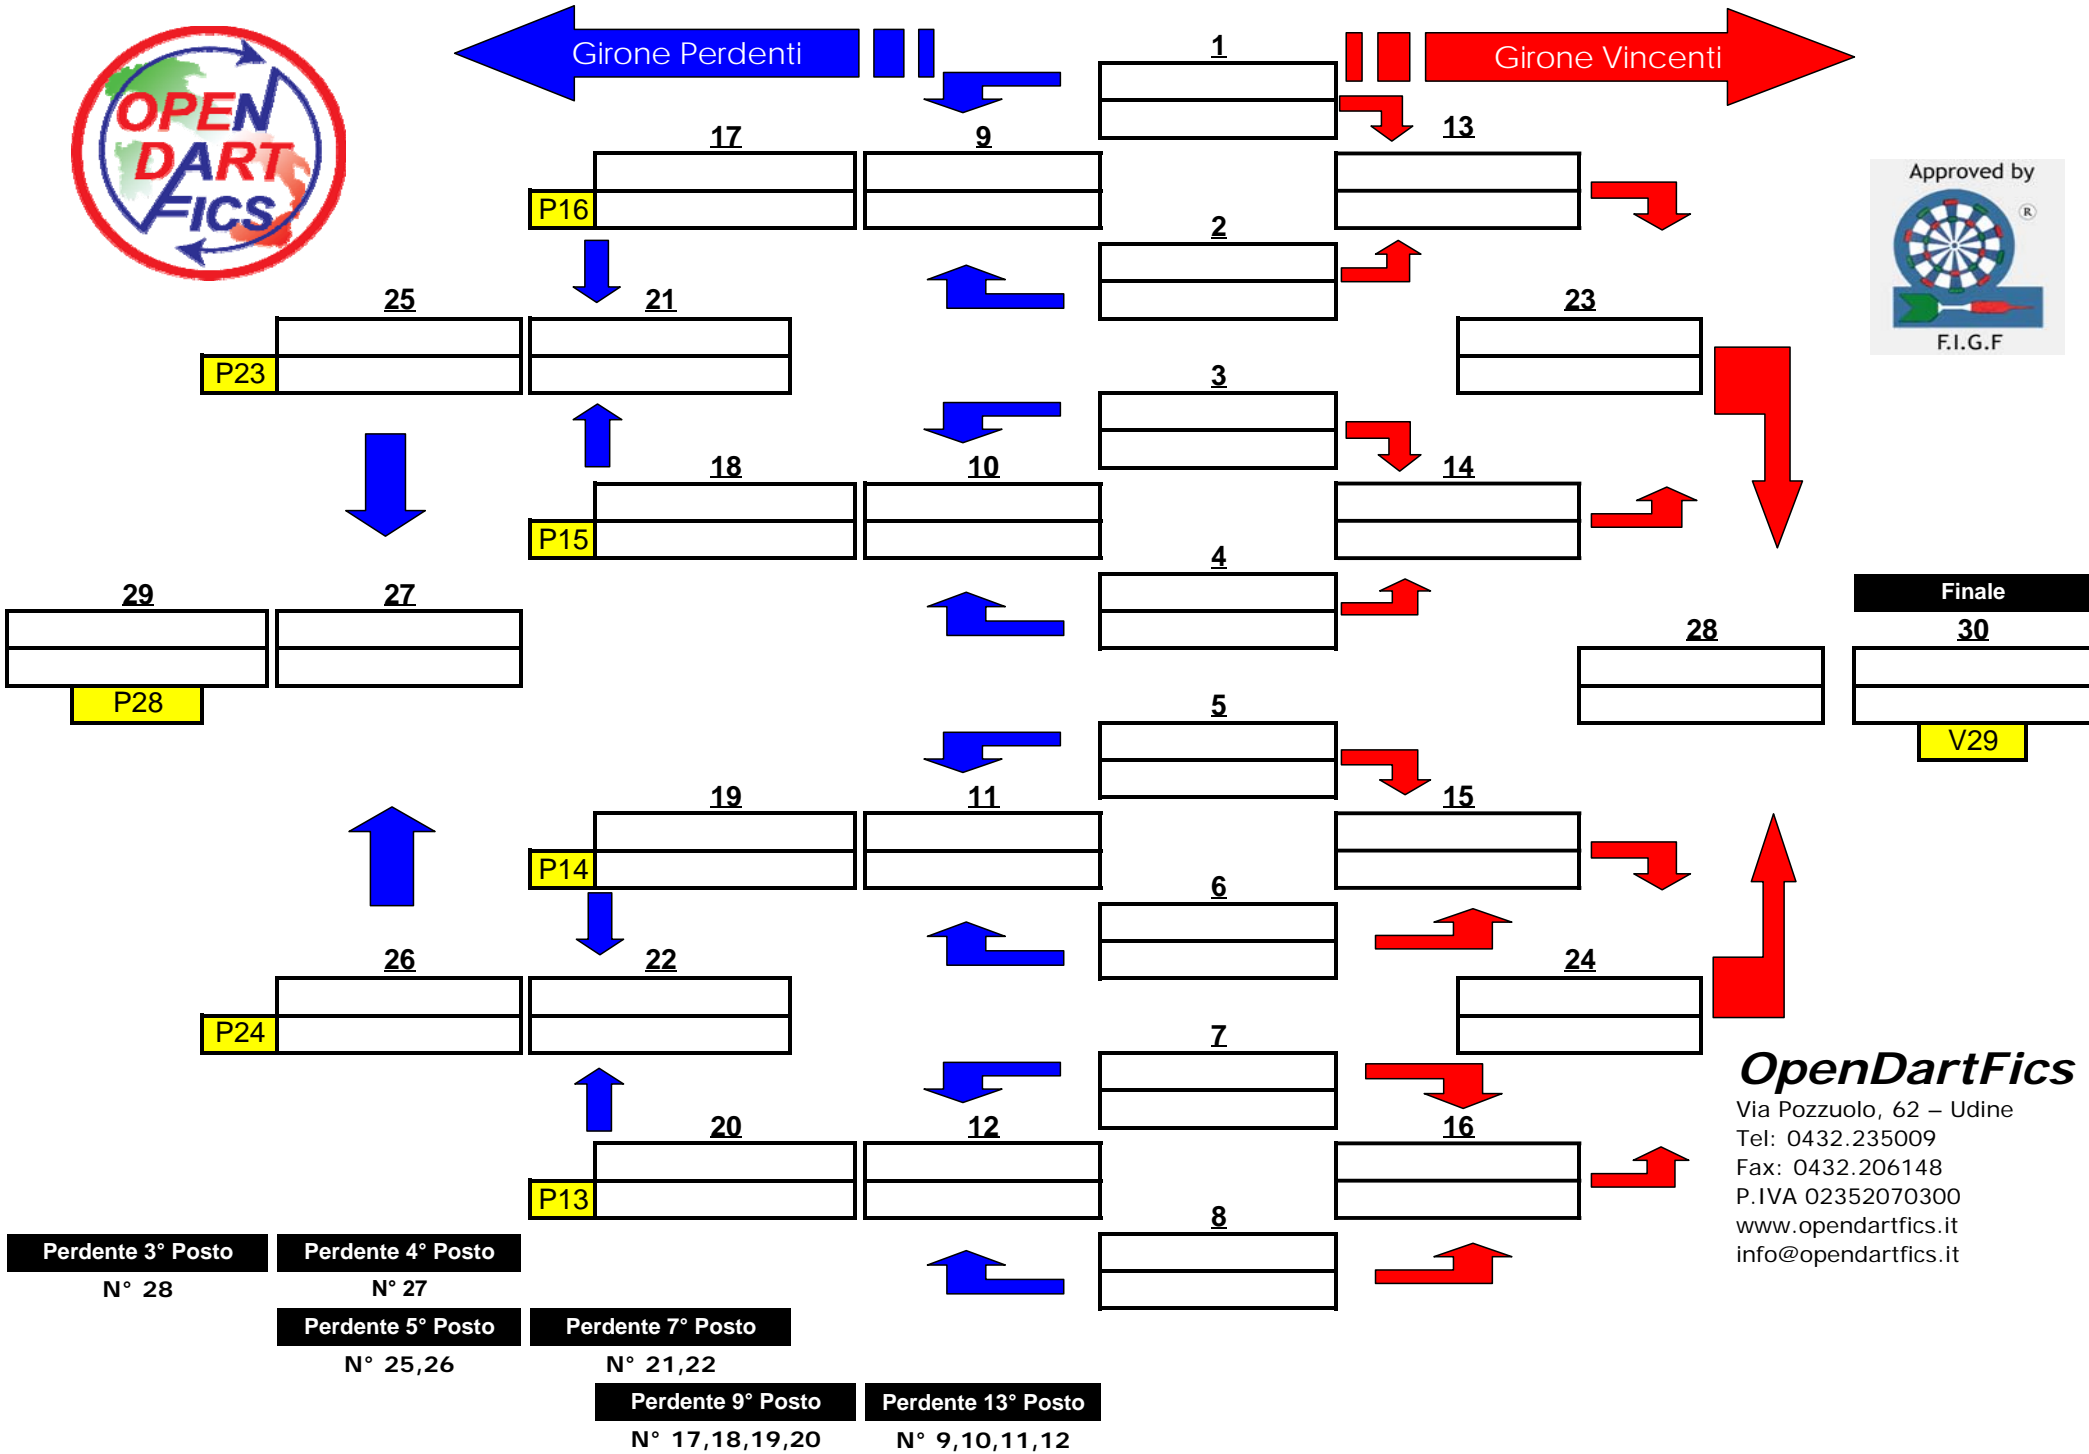 Girone Perdenti
Girone Vincenti
OPEN
DART
FICS
1
17
9
13
P16
Approved by
®
F.I.G.F
2
25
21
23
P23
3
18
10
14
P15
4
29
27
Finale
28
30
P28
V29
5
19
11
15
P14
6
26
22
24
P24
7
OpenDartFics
Via Pozzuolo, 62 – Udine
Tel: 0432.235009
Fax: 0432.206148
P.IVA 02352070300
www.opendartfics.it
info@opendartfics.it
20
12
16
P13
8
Perdente 3° Posto
Perdente 4° Posto
N° 28
N° 27
Perdente 5° Posto
Perdente 7° Posto
N° 25,26
N° 21,22
Perdente 9° Posto
Perdente 13° Posto
N° 17,18,19,20
N° 9,10,11,12